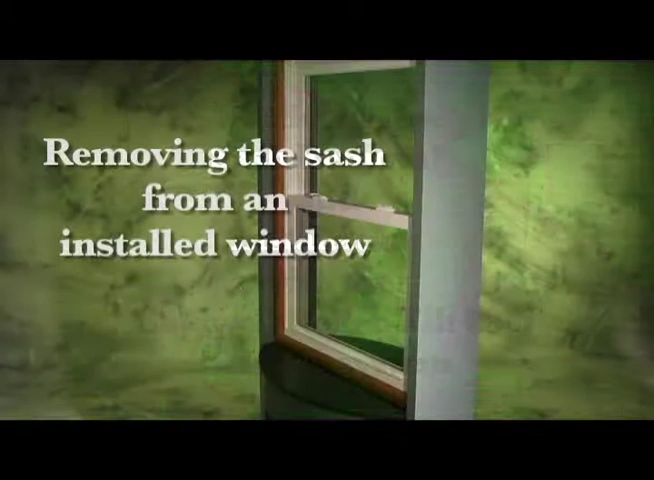 Removing the sash
from an
installed window